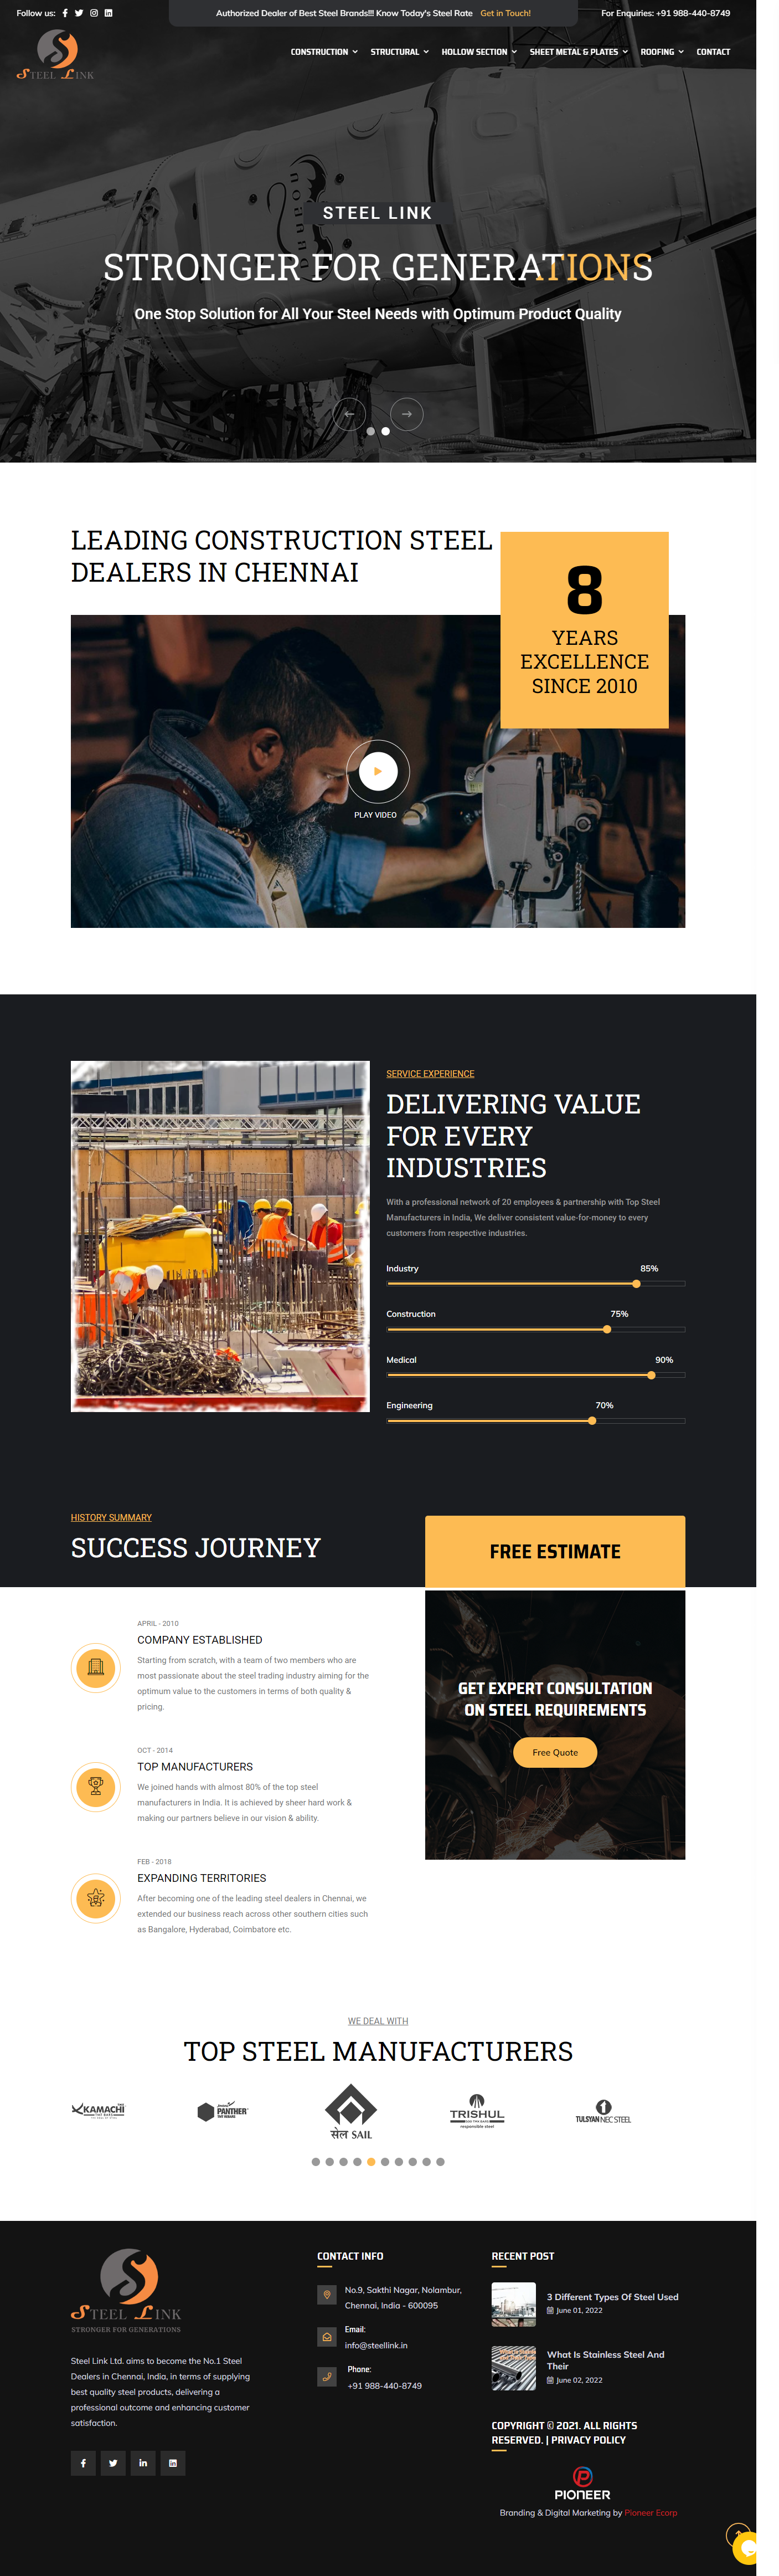 Follow us:
Authorized Dealer of Best Steel Brands!!! Know Today's Steel Rate Get in Touch!
For Enquiries: +91 988-440-8749
STEEL LINK
CONSTRUCTION STRUCTURAL HOLLOW SECTION SHEET METAL & PLATES ROOFING CONTACT
STEEL LINK
STRONGER FOR GENERATIONS
One Stop Solution for All Your Steel Needs with Optimum Product Quality
LEADING CONSTRUCTION STEEL
DEALERS IN CHENNAI
8
YEARS
EXCELLENCE
SINCE 2010
PLAY VIDEO
SERVICE EXPERIENCE
DELIVERING VALUE
FOR EVERY
INDUSTRIES
With a professional network of 20 employees & partnership with Top Steel
Manufacturers in India, We deliver consistent value-for-money to every
customers from respective industries.
Industry 85%
Construction 75%
Medical 90%
Engineering 70%
HISTORY SUMMARY
SUCCESS JOURNEY
FREE ESTIMATE
APRIL - 2010
COMPANY ESTABLISHED
Starting from scratch, with a team of two members who are
most passionate about the steel trading industry aiming for the
optimum value to the customers in terms of both quality &
pricing.
GET EXPERT CONSULTATION
ON STEEL REQUIREMENTS
Free Quote
OCT - 2014
TOP MANUFACTURERS
We joined hands with almost 80% of the top steel
manufacturers in India. It is achieved by sheer hard work &
making our partners believe in our vision & ability.
FEB - 2018
EXPANDING TERRITORIES
After becoming one of the leading steel dealers in Chennai, we
extended our business reach across other southern cities such
as Bangalore, Hyderabad, Coimbatore etc.
WE DEAL WITH
TOP STEEL MANUFACTURERS
KAMACHI
PANTHER
सेल SAIL
TRISHUL
responsible steel
TULSYAN NEC STEEL
STEEL LINK
STRONGER FOR GENERATIONS
Steel Link Ltd. aims to become the No.1 Steel
Dealers in Chennai, India, in terms of supplying
best quality steel products, delivering a
professional outcome and enhancing customer
satisfaction.
CONTACT INFO
No.9, Sakthi Nagar, Nolambur,
Chennai, India - 600095
Email:
info@steellink.in
Phone:
+91 988-440-8749
RECENT POST
3 Different Types Of Steel Used
June 01, 2022
What Is Stainless Steel And
Their
June 02, 2022
COPYRIGHT © 2021. ALL RIGHTS
RESERVED. | PRIVACY POLICY
PIONEER
Branding & Digital Marketing by Pioneer Ecorp